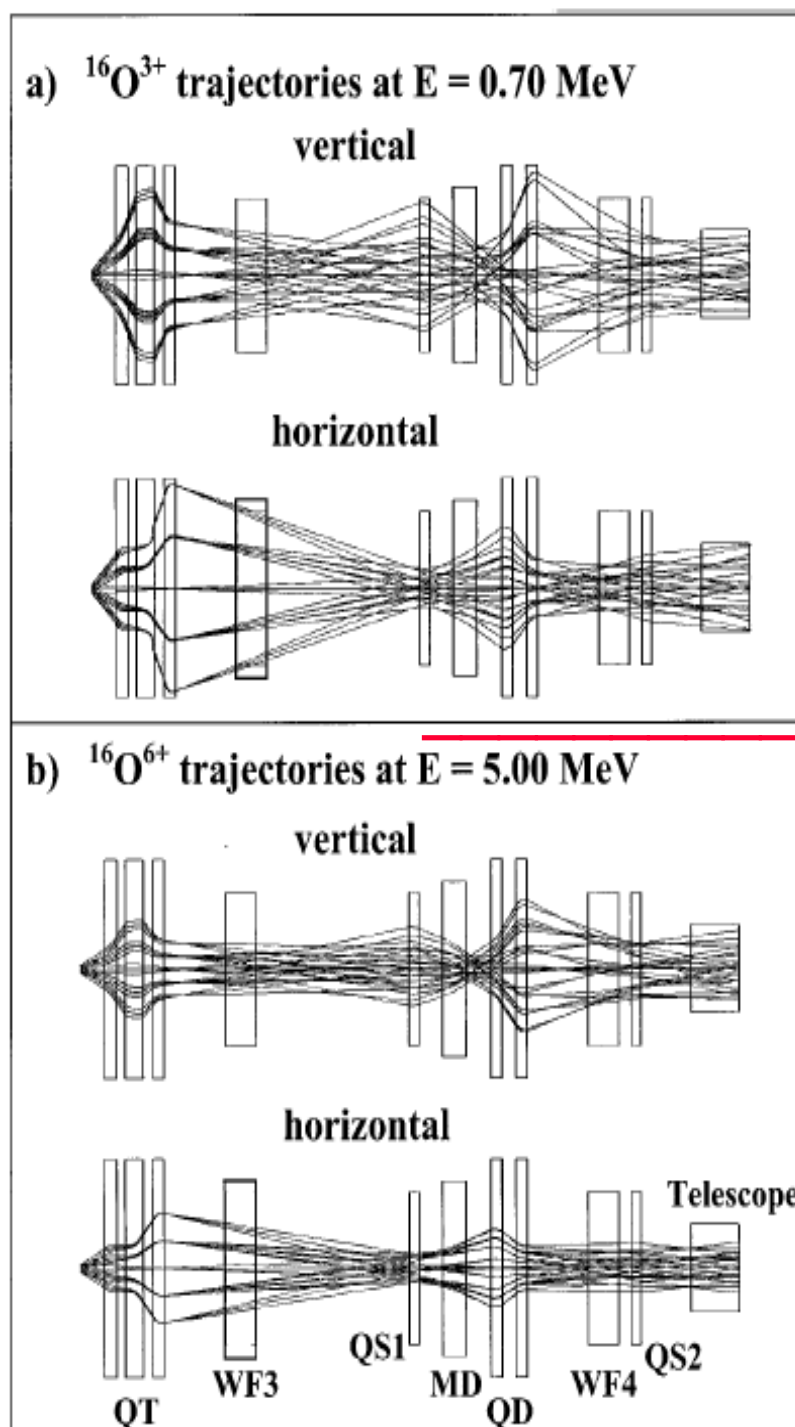 a) ¹⁶O³⁺ trajectories at E = 0.70 MeV
vertical
horizontal
b) ¹⁶O⁶⁺ trajectories at E = 5.00 MeV
vertical
horizontal
Telescope
QS1
QS2
WF3
MD
WF4
QT
QD